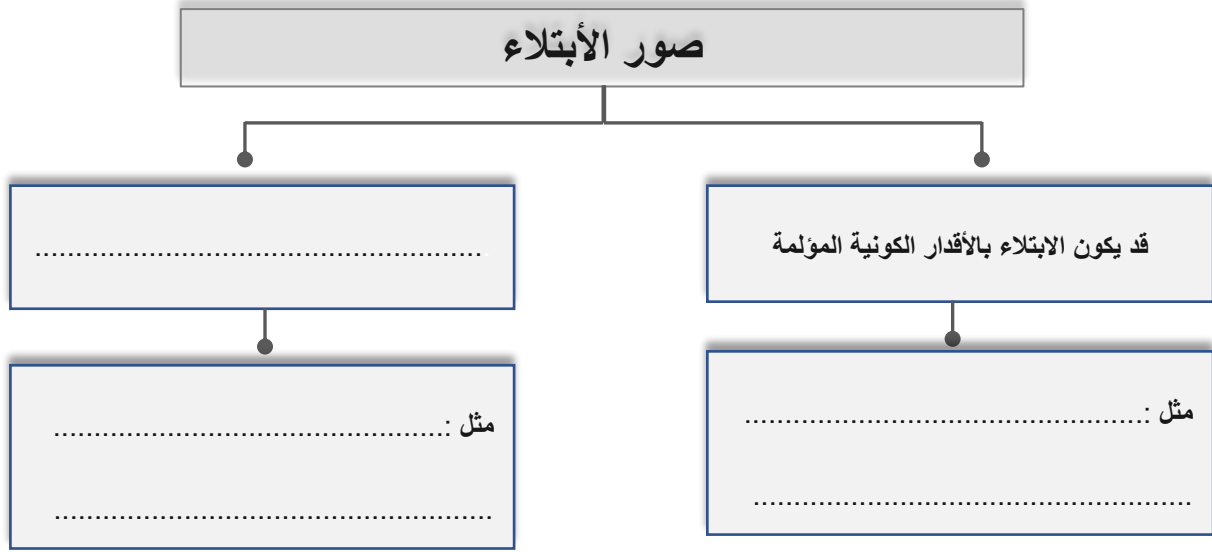 صور الأبتلاء
قد يكون الابتلاء بالأقدار الكونية المؤلمة
......................................................
مثل :................................................
.....................................................
مثل :...............................................
.....................................................